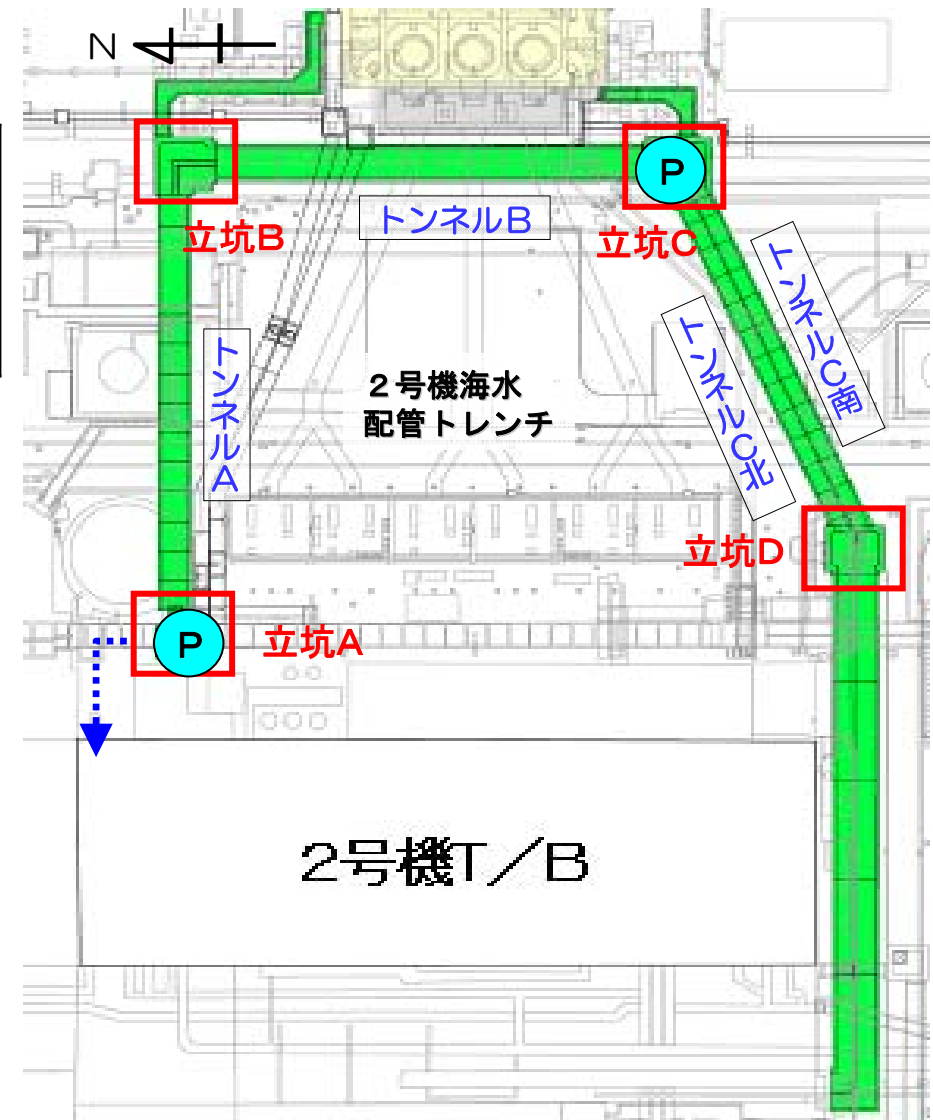 N
P
立坑B
トンネルB
立坑C
トンネルC南
トンネルC北
トンネルA
2号機海水
配管トレンチ
立坑D
P
立坑A
2号機T/B